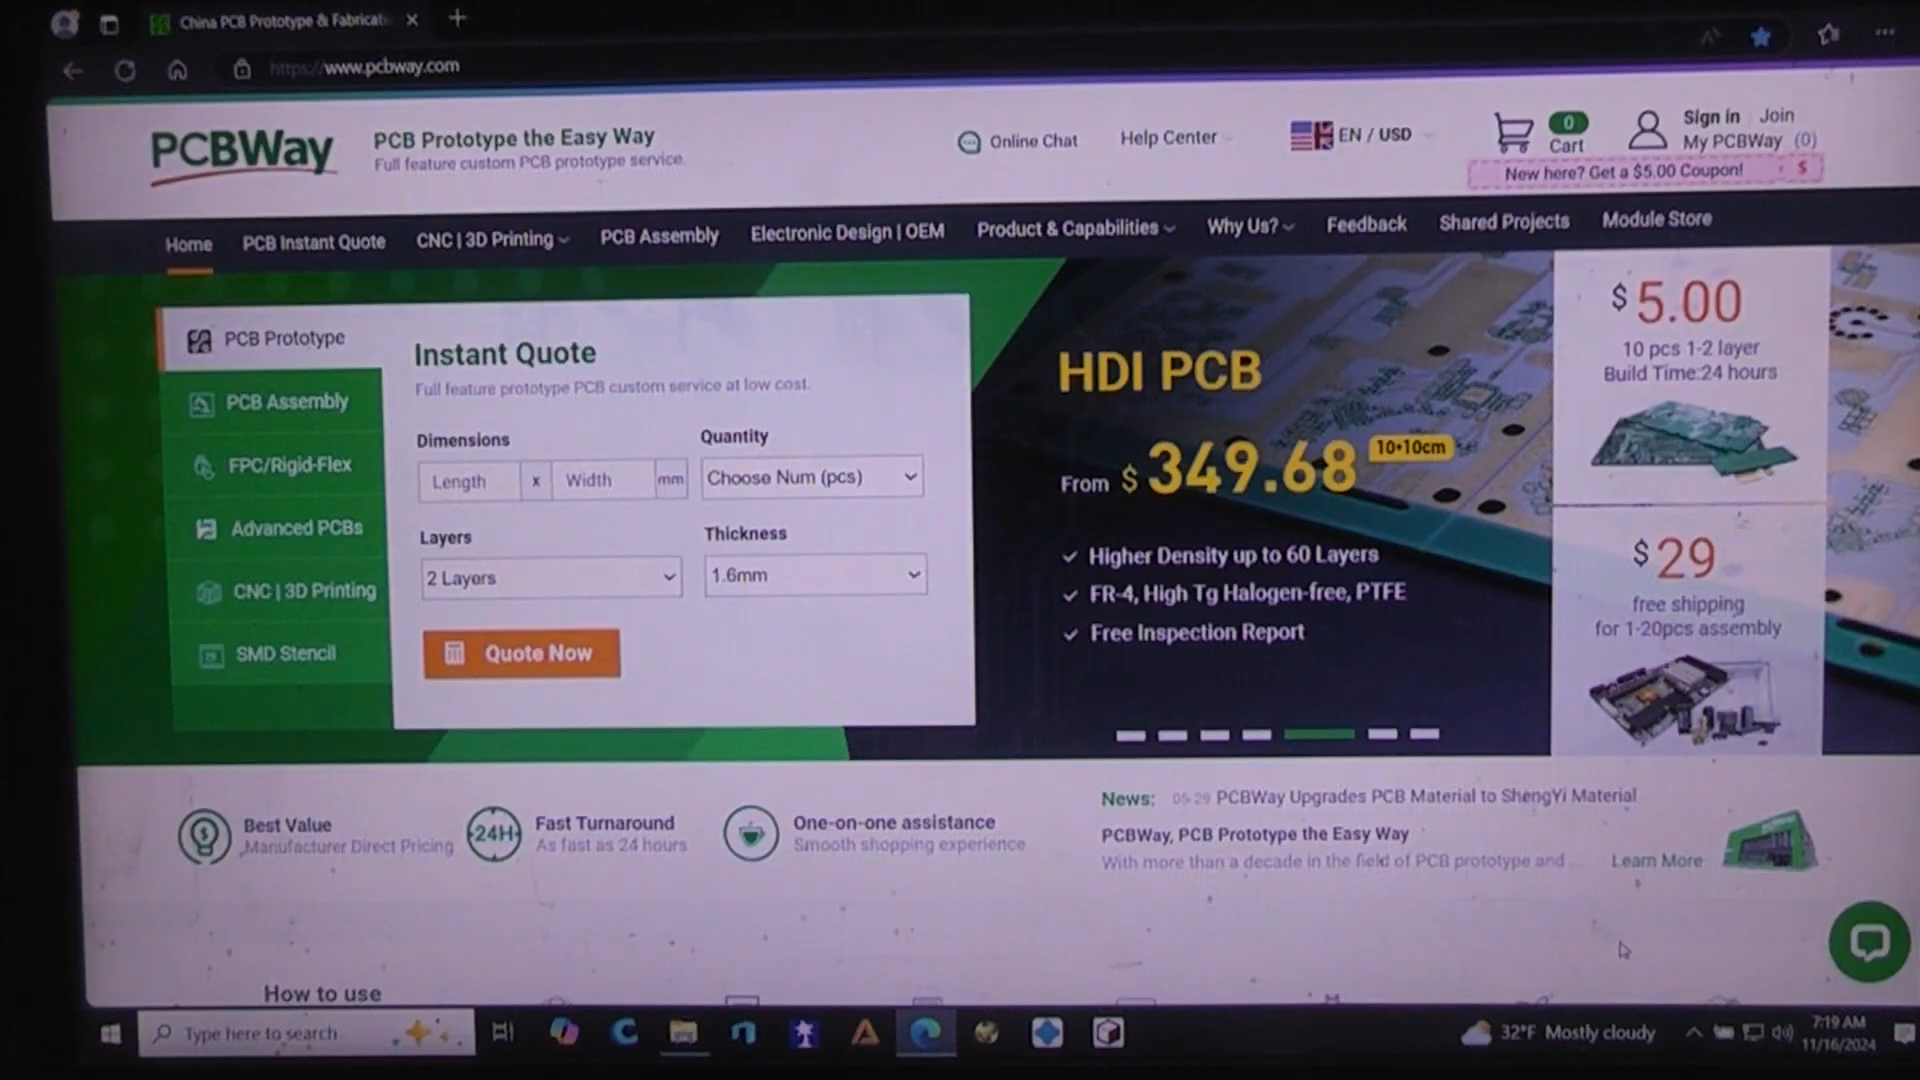 China PCB Prototype & Fabricat
https://www.pcbway.com
PCBWay
PCB Prototype the Easy Way
Full feature custom PCB prototype service.
Online Chat
Help Center
EN / USD
0
Cart
Sign in Join
My PCBWay (0)
New here? Get a $5.00 Coupon!
$
Home
PCB Instant Quote
CNC | 3D Printing
PCB Assembly
Electronic Design | OEM
Product & Capabilities
Why Us?
Feedback
Shared Projects
Module Store
PCB Prototype
PCB Assembly
FPC/Rigid-Flex
Advanced PCBs
CNC | 3D Printing
SMD Stencil
Instant Quote
Full feature prototype PCB custom service at low cost.
Dimensions
Quantity
Length x Width mm
Choose Num (pcs)
Layers
Thickness
2 Layers
1.6mm
Quote Now
HDI PCB
From $ 349.68 10*10cm
Higher Density up to 60 Layers
FR-4, High Tg Halogen-free, PTFE
Free Inspection Report
$ 5.00
10 pcs 1-2 layer
Build Time:24 hours
$ 29
free shipping
for 1-20pcs assembly
Best Value
Manufacturer Direct Pricing
24H
Fast Turnaround
As fast as 24 hours
One-on-one assistance
Smooth shopping experience
News: 05-29 PCBWay Upgrades PCB Material to ShengYi Material
PCBWay, PCB Prototype the Easy Way
With more than a decade in the field of PCB prototype and ...
Learn More
How to use
Type here to search
32°F Mostly cloudy
7:19 AM
11/16/2024